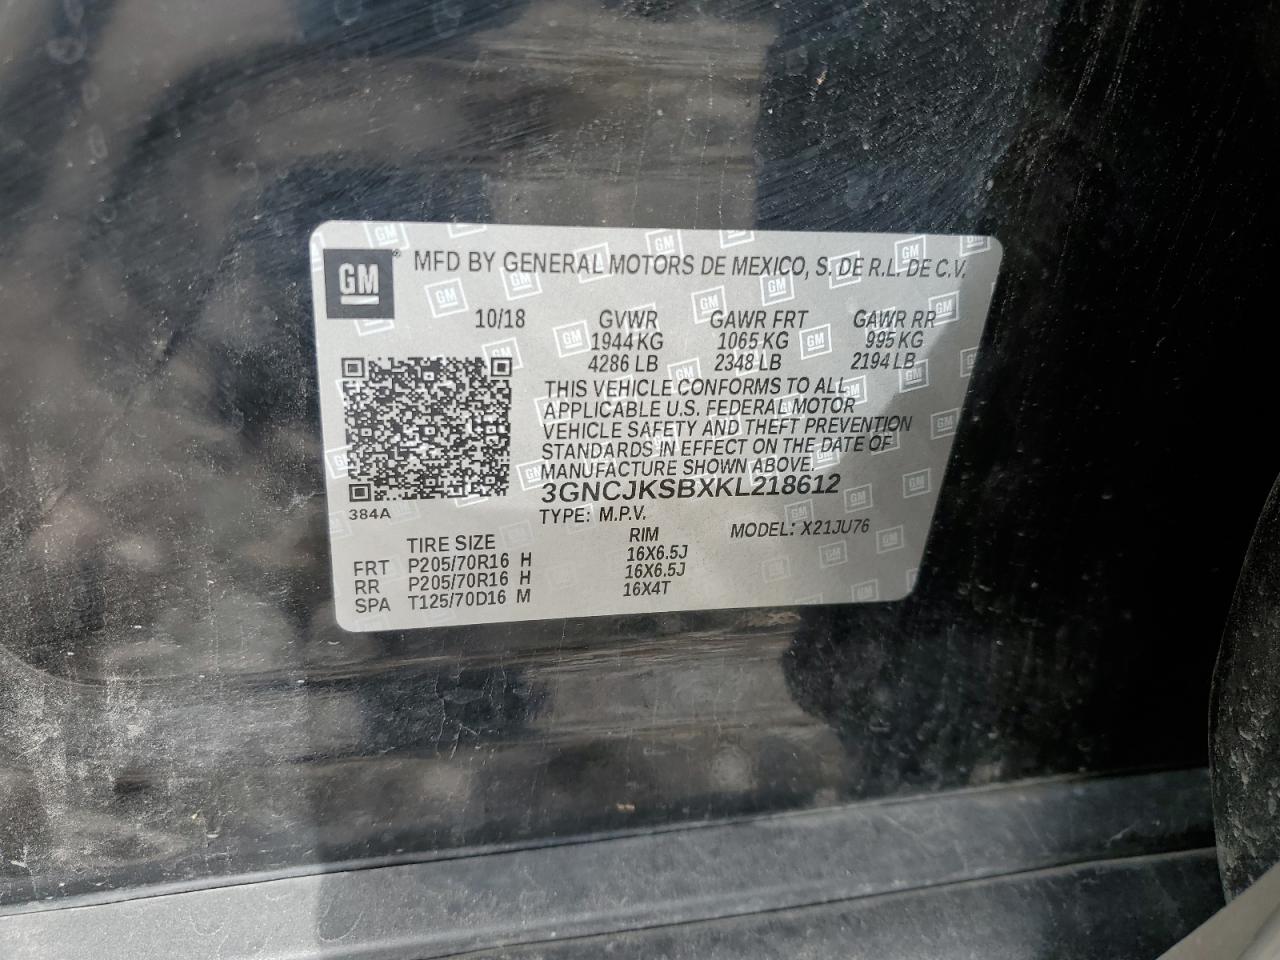 GM® MFD BY GENERAL MOTORS DE MEXICO, S. DE R.L. DE C.V.
10/18 GVWR GAWR FRT GAWR RR
1944 KG 1065 KG 995 KG
4286 LB 2348 LB 2194 LB
THIS VEHICLE CONFORMS TO ALL
APPLICABLE U.S. FEDERAL MOTOR
VEHICLE SAFETY AND THEFT PREVENTION
STANDARDS IN EFFECT ON THE DATE OF
MANUFACTURE SHOWN ABOVE.
3GNCJKSBXKL218612
384A
TYPE: M.P.V. MODEL: X21JU76
TIRE SIZE RIM
FRT P205/70R16 H 16X6.5J
RR P205/70R16 H 16X6.5J
SPA T125/70D16 M 16X4T